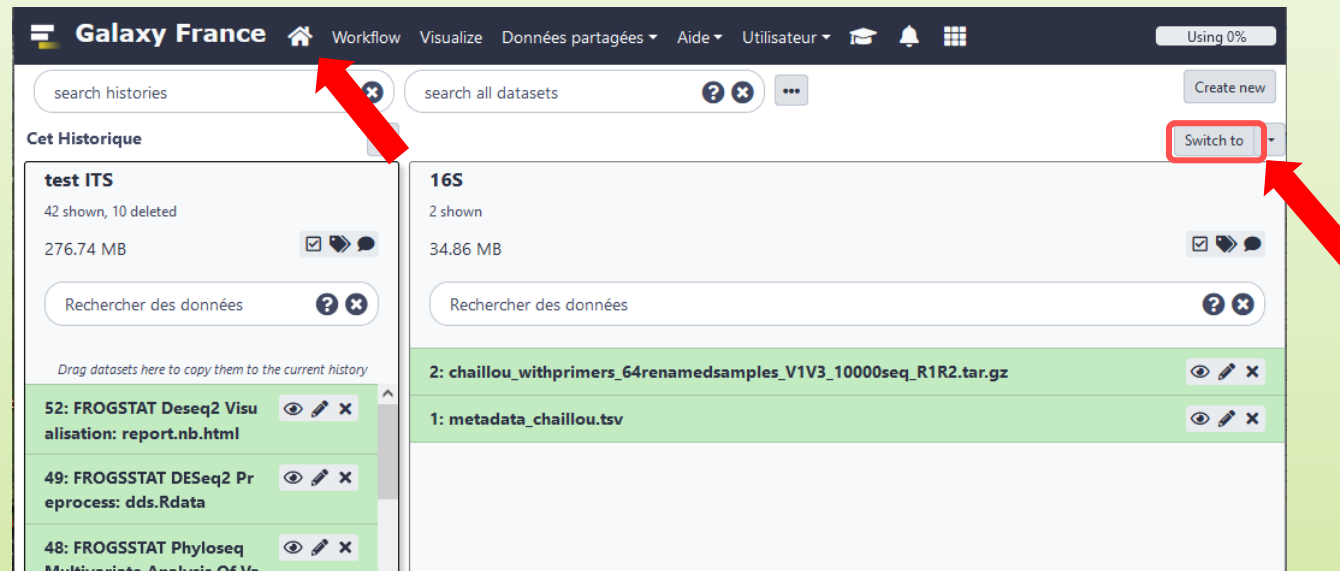 Galaxy France Workflow Visualize Données partagées Aide Utilisateur Using 0%
search histories search all datasets Create new
Cet Historique Switch to
test ITS
42 shown, 10 deleted
276.74 MB
Rechercher des données
Drag datasets here to copy them to the current history
52: FROGSTAT Deseq2 Visu
alisation: report.nb.html
49: FROGSSTAT DESeq2 Pr
eprocess: dds.Rdata
48: FROGSSTAT Phyloseq
Multivariate Analysis Of Va
16S
2 shown
34.86 MB
Rechercher des données
2: chaillou_withprimers_64renamedsamples_V1V3_10000seq_R1R2.tar.gz
1: metadata_chaillou.tsv